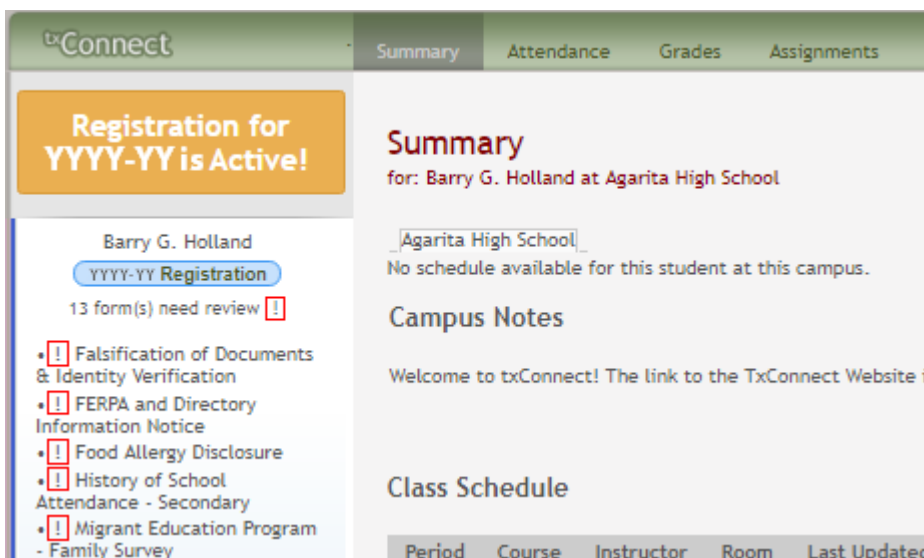 txConnect
Summary Attendance Grades Assignments
Registration for
YYYY-YY is Active!
Barry G. Holland
YYYY-YY Registration
13 form(s) need review !
• ! Falsification of Documents
& Identity Verification
• ! FERPA and Directory
Information Notice
• ! Food Allergy Disclosure
• ! History of School
Attendance - Secondary
• ! Migrant Education Program
- Family Survey
Summary
for: Barry G. Holland at Agarita High School
Agarita High School
No schedule available for this student at this campus.
Campus Notes
Welcome to txConnect! The link to the TxConnect Website
Class Schedule
Period Course Instructor Room Last Updated